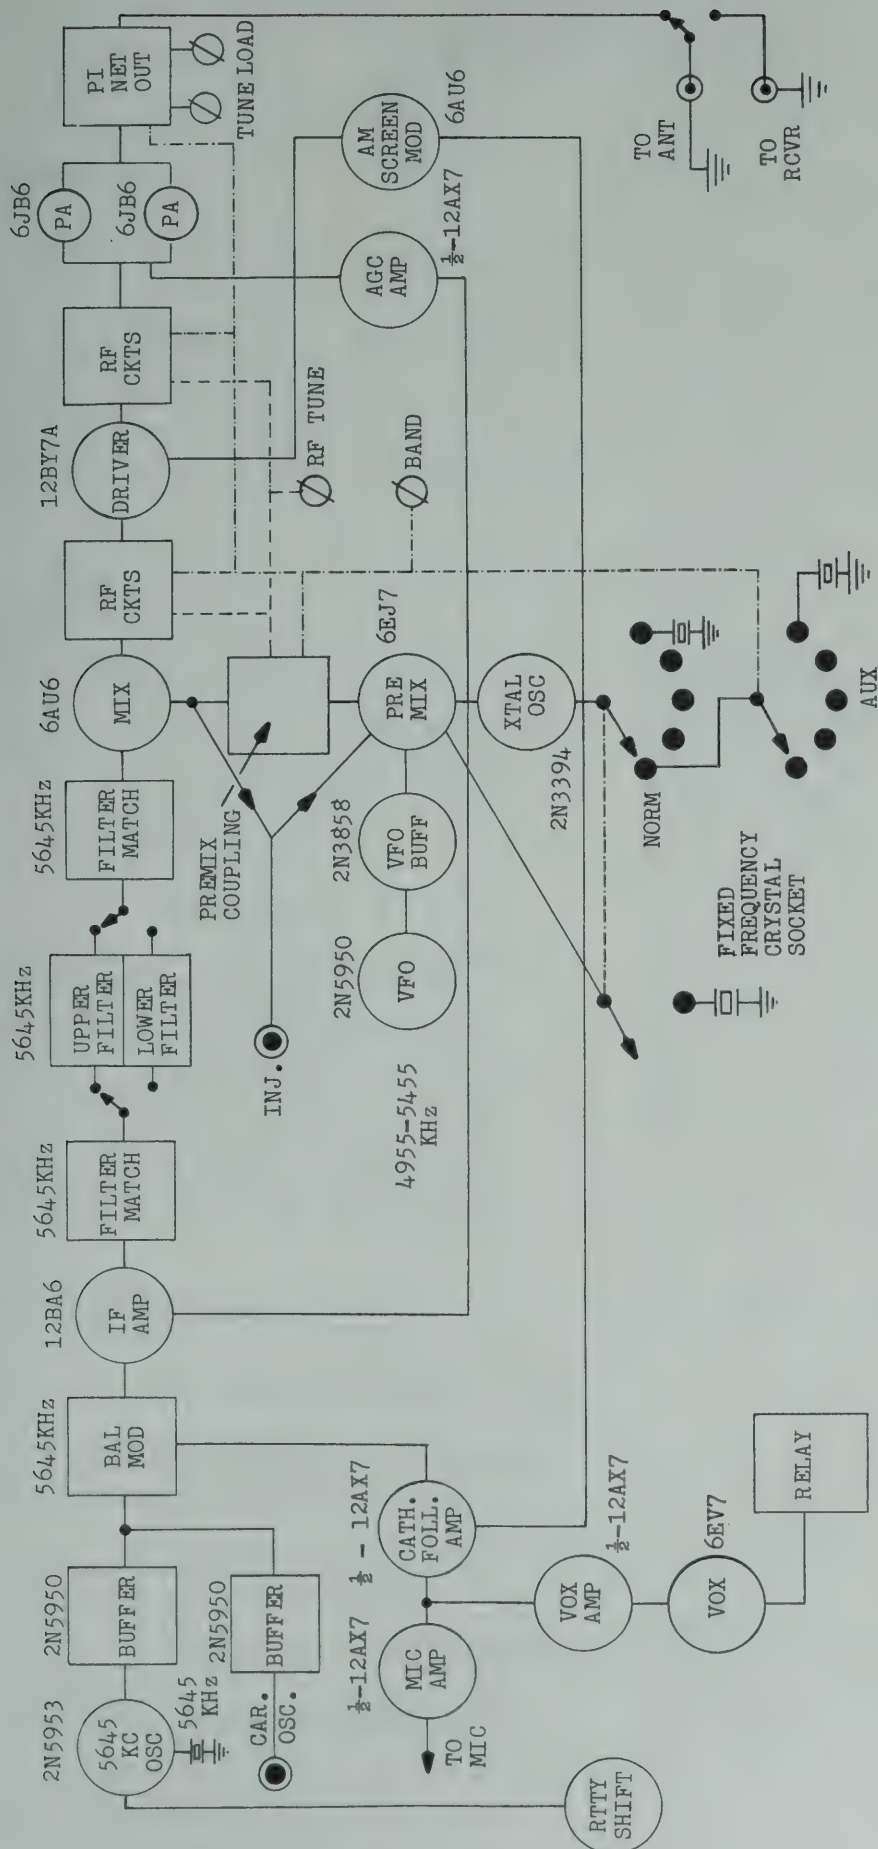 2N5953
5645
KC
OSC
5645
KHz
2N5950
BUFFER
2N5950
BUFFER
CAR.
OSC.
RTTY
SHIFT
5645KHz
BAL
MOD
12BA6
IF
AMP
5645KHz
FILTER
MATCH
5645KHz
UPPER
FILTER
LOWER
FILTER
5645KHz
FILTER
MATCH
6AU6
MIX
RF
CKTS
12BY7A
DRIVER
RF
CKTS
6JB6
PA
6JB6
PA
PI
NET
OUT
TUNE LOAD
½-12AX7
MIC
AMP
TO
MIC
½ - 12AX7
CATH.
FOLL.
AMP
½-12AX7
VOX
AMP
6EV7
VOX
RELAY
INJ.
PREMIX
COUPLING
2N5950
VFO
4955-5455
KHz
2N3858
VFO
BUFF
6EJ7
PRE
MIX
XTAL
OSC
2N3394
RF TUNE
BAND
AGC
AMP
½-12AX7
AM
SCREEN
MOD
6AU6
NORM
AUX
FIXED
FREQUENCY
CRYSTAL
SOCKET
TO
ANT
TO
RCVR